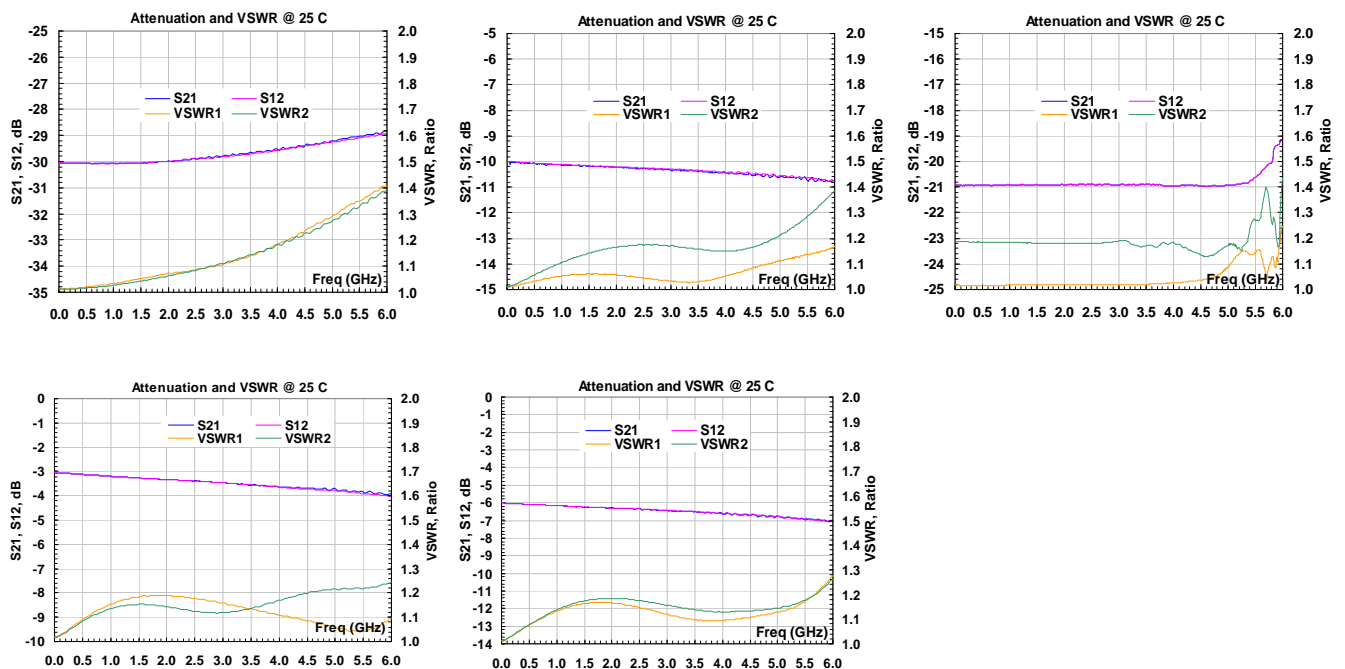 Attenuation and VSWR @ 25 C
-25
-26
-27
-28
-29
-30
-31
-32
-33
-34
-35
S21, S12, dB
S21
S12
VSWR1
VSWR2
2.0
1.9
1.8
1.7
1.6
1.5
1.4
1.3
1.2
1.1
1.0
VSWR, Ratio
Freq (GHz)
0.0 0.5 1.0 1.5 2.0 2.5 3.0 3.5 4.0 4.5 5.0 5.5 6.0
Attenuation and VSWR @ 25 C
-5
-6
-7
-8
-9
-10
-11
-12
-13
-14
-15
S21, S12, dB
S21
S12
VSWR1
VSWR2
2.0
1.9
1.8
1.7
1.6
1.5
1.4
1.3
1.2
1.1
1.0
VSWR, Ratio
Freq (GHz)
0.0 0.5 1.0 1.5 2.0 2.5 3.0 3.5 4.0 4.5 5.0 5.5 6.0
Attenuation and VSWR @ 25 C
-15
-16
-17
-18
-19
-20
-21
-22
-23
-24
-25
S21, S12, dB
S21
S12
VSWR1
VSWR2
2.0
1.9
1.8
1.7
1.6
1.5
1.4
1.3
1.2
1.1
1.0
VSWR, Ratio
Freq (GHz)
0.0 0.5 1.0 1.5 2.0 2.5 3.0 3.5 4.0 4.5 5.0 5.5 6.0
Attenuation and VSWR @ 25 C
0
-1
-2
-3
-4
-5
-6
-7
-8
-9
-10
S21, S12, dB
S21
S12
VSWR1
VSWR2
2.0
1.9
1.8
1.7
1.6
1.5
1.4
1.3
1.2
1.1
1.0
VSWR, Ratio
Freq (GHz)
0.0 0.5 1.0 1.5 2.0 2.5 3.0 3.5 4.0 4.5 5.0 5.5 6.0
Attenuation and VSWR @ 25 C
0
-1
-2
-3
-4
-5
-6
-7
-8
-9
-10
-11
-12
-13
-14
S21, S12, dB
S21
S12
VSWR1
VSWR2
2.0
1.9
1.8
1.7
1.6
1.5
1.4
1.3
1.2
1.1
1.0
VSWR, Ratio
Freq (GHz)
0.0 0.5 1.0 1.5 2.0 2.5 3.0 3.5 4.0 4.5 5.0 5.5 6.0